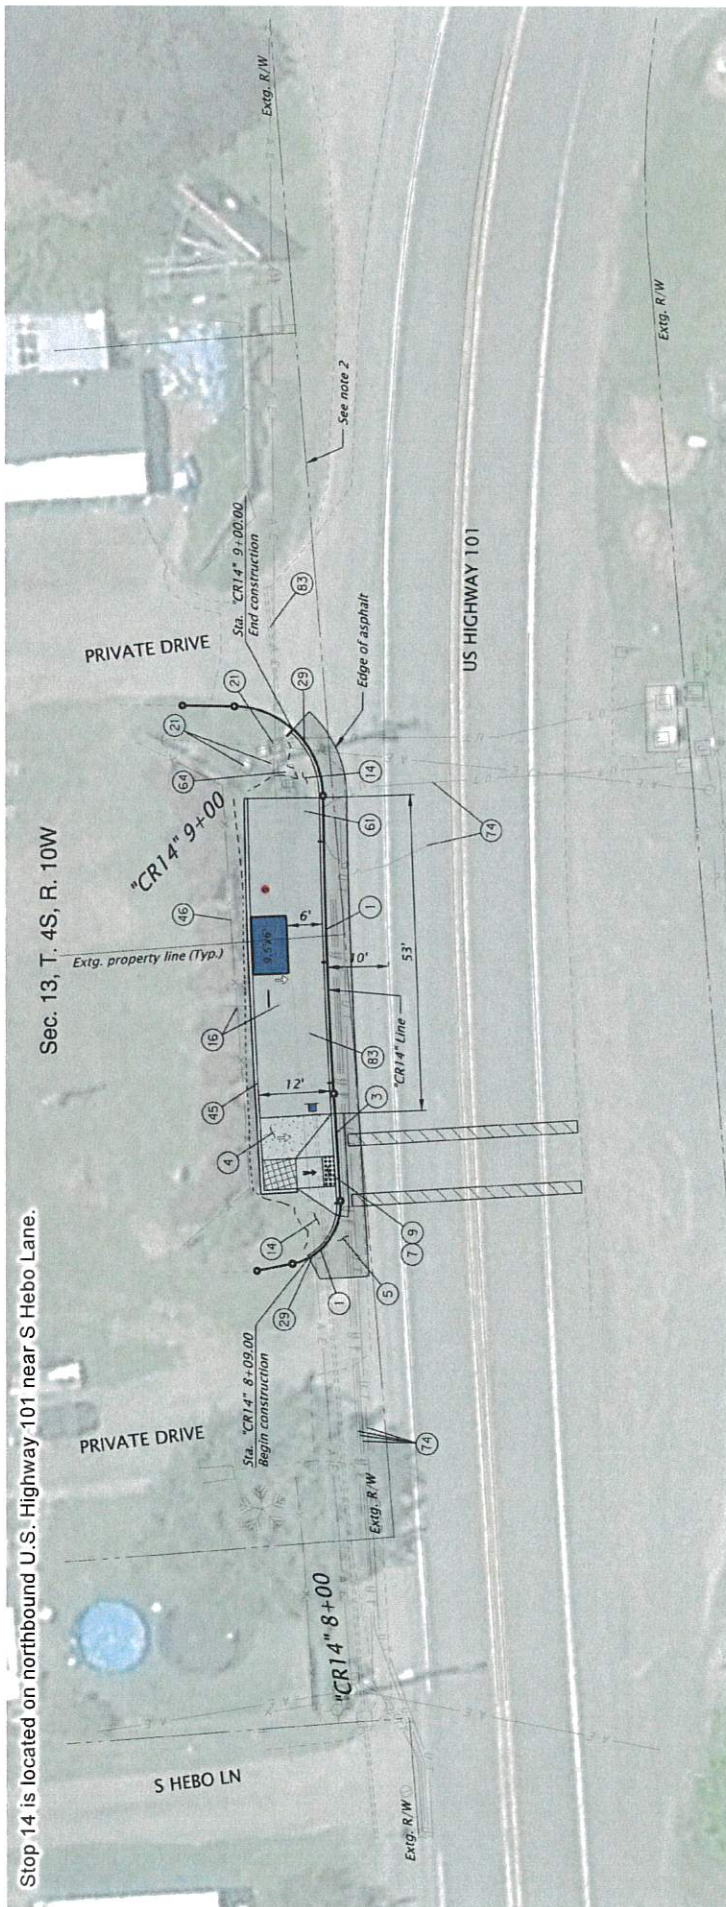 Stop 14 is located on northbound U.S. Highway 101 near S Hebo Lane.
Sec. 13, T. 4S, R. 10W
S HEBO LN
PRIVATE DRIVE
PRIVATE DRIVE
"CR14" 8+00
"CR14" 9+00
Sta. "CR14" 8+09.00
Begin construction
Sta. "CR14" 9+00.00
End construction
Extg. property line (Typ.)
46
16
45
4
14
29
1
5
7
9
3
83
1
61
64
21
21
29
14
83
74
74
12'
6'
10'
53'
9.5'x6'
"CR14" Line
Edge of asphalt
See note 2
Extg. R/W
Extg. R/W
Extg. R/W
Extg. R/W
US HIGHWAY 101